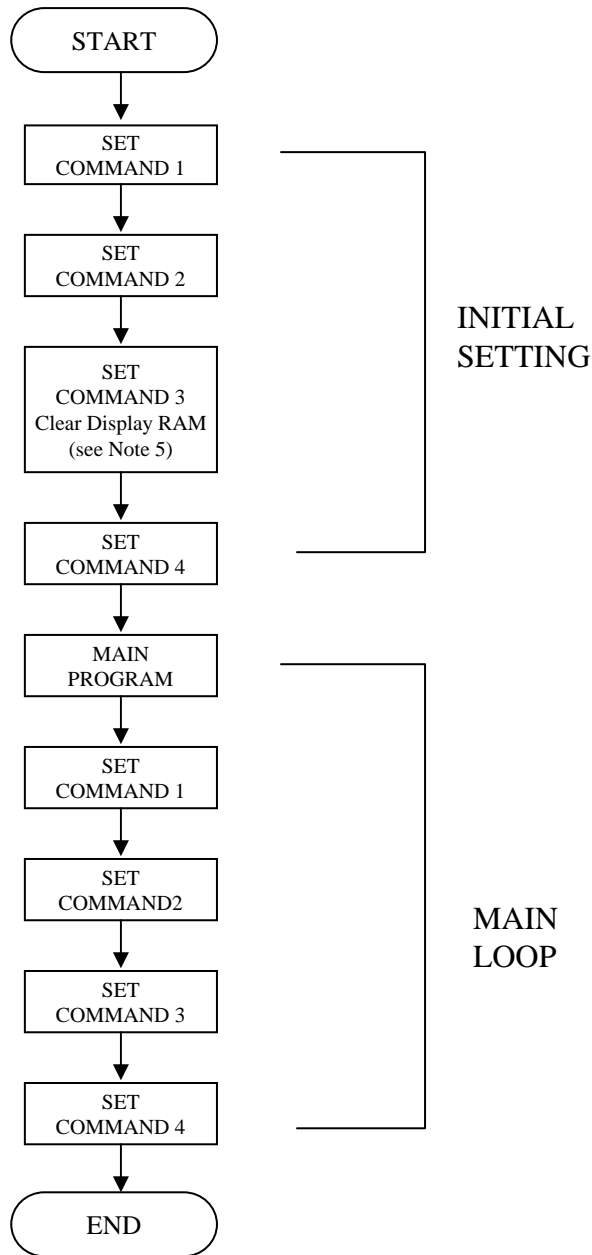 START
SET
COMMAND 1
SET
COMMAND 2
SET
COMMAND 3
Clear Display RAM
(see Note 5)
SET
COMMAND 4
INITIAL
SETTING
MAIN
PROGRAM
SET
COMMAND 1
SET
COMMAND2
SET
COMMAND 3
SET
COMMAND 4
MAIN
LOOP
END